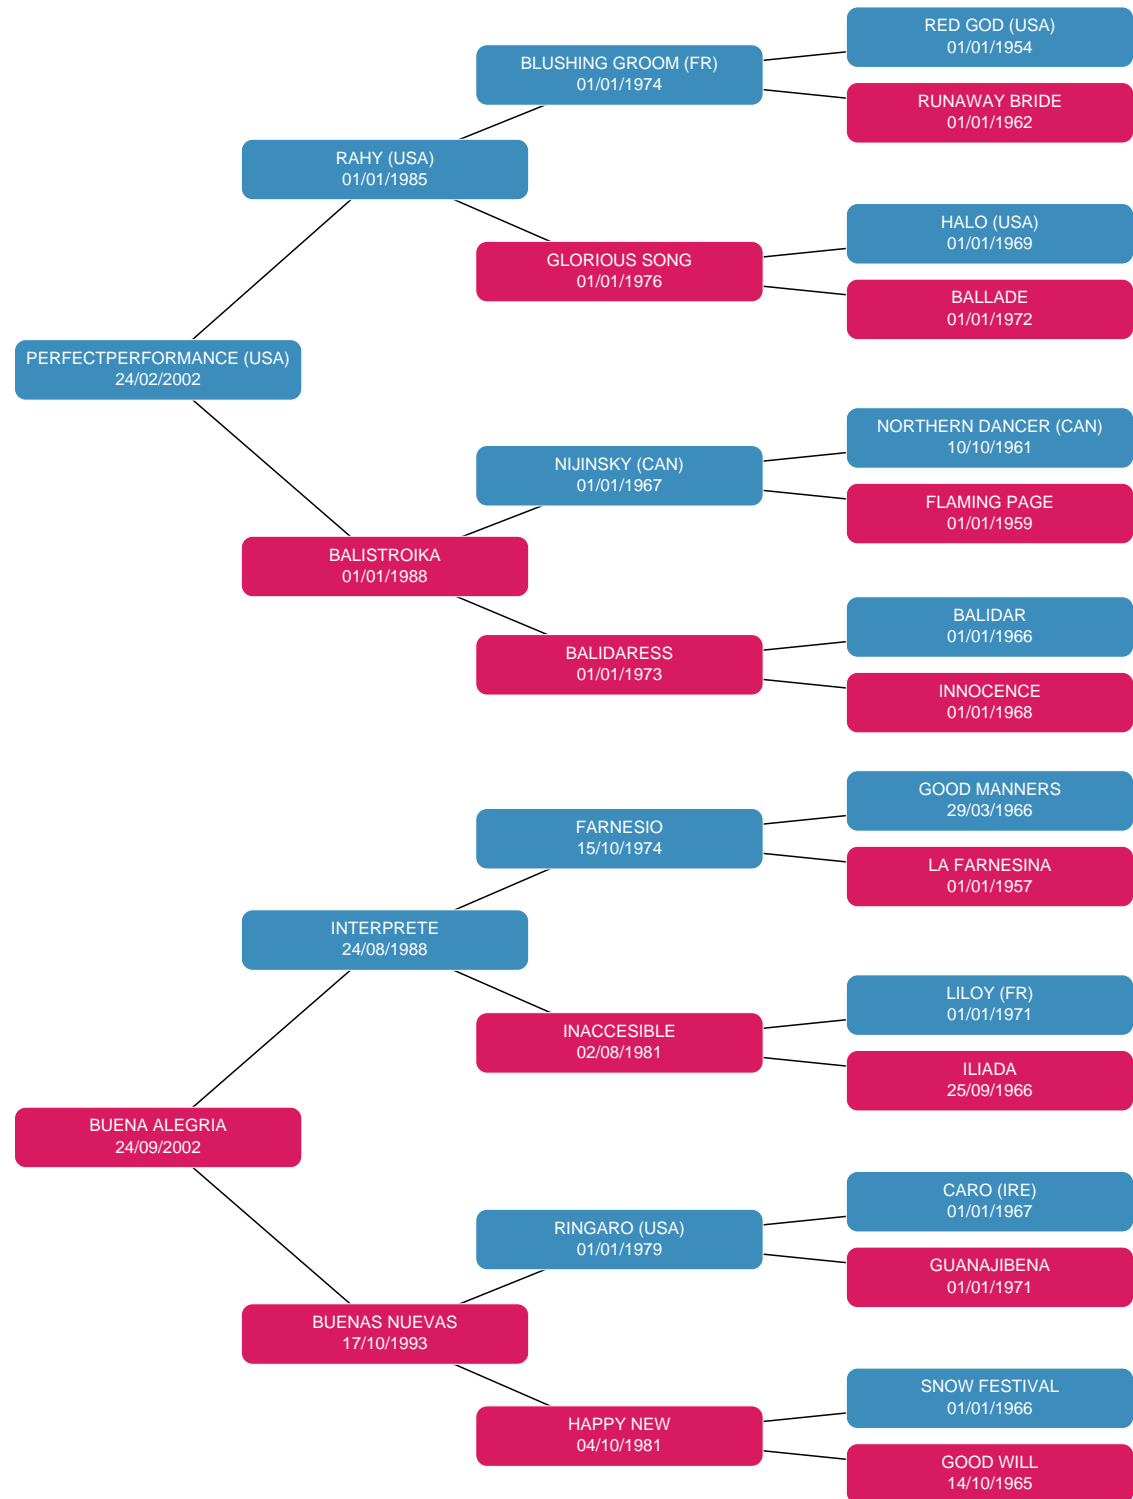 RED GOD (USA)
01/01/1954
BLUSHING GROOM (FR)
01/01/1974
RUNAWAY BRIDE
01/01/1962
RAHY (USA)
01/01/1985
HALO (USA)
01/01/1969
GLORIOUS SONG
01/01/1976
BALLADE
01/01/1972
PERFECTPERFORMANCE (USA)
24/02/2002
NORTHERN DANCER (CAN)
10/10/1961
NIJINSKY (CAN)
01/01/1967
FLAMING PAGE
01/01/1959
BALISTROIKA
01/01/1988
BALIDAR
01/01/1966
BALIDARESS
01/01/1973
INNOCENCE
01/01/1968
GOOD MANNERS
29/03/1966
FARNESIO
15/10/1974
LA FARNESINA
01/01/1957
INTERPRETE
24/08/1988
LILOY (FR)
01/01/1971
INACCESIBLE
02/08/1981
ILIADA
25/09/1966
BUENA ALEGRIA
24/09/2002
CARO (IRE)
01/01/1967
RINGARO (USA)
01/01/1979
GUANAJIBENA
01/01/1971
BUENAS NUEVAS
17/10/1993
SNOW FESTIVAL
01/01/1966
HAPPY NEW
04/10/1981
GOOD WILL
14/10/1965